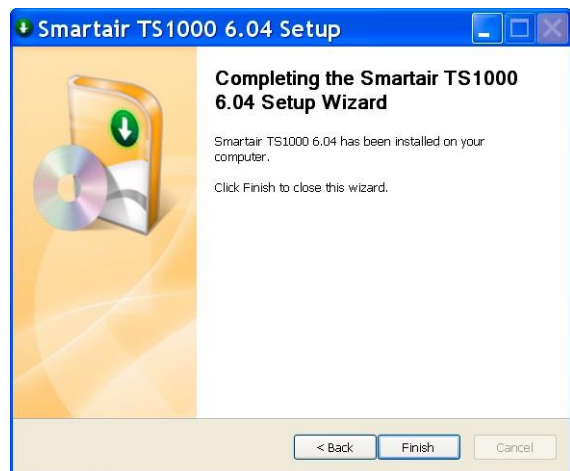 Smartair TS1000 6.04 Setup
Completing the Smartair TS1000
6.04 Setup Wizard
Smartair TS1000 6.04 has been installed on your
computer.
Click Finish to close this wizard.
< Back Finish Cancel